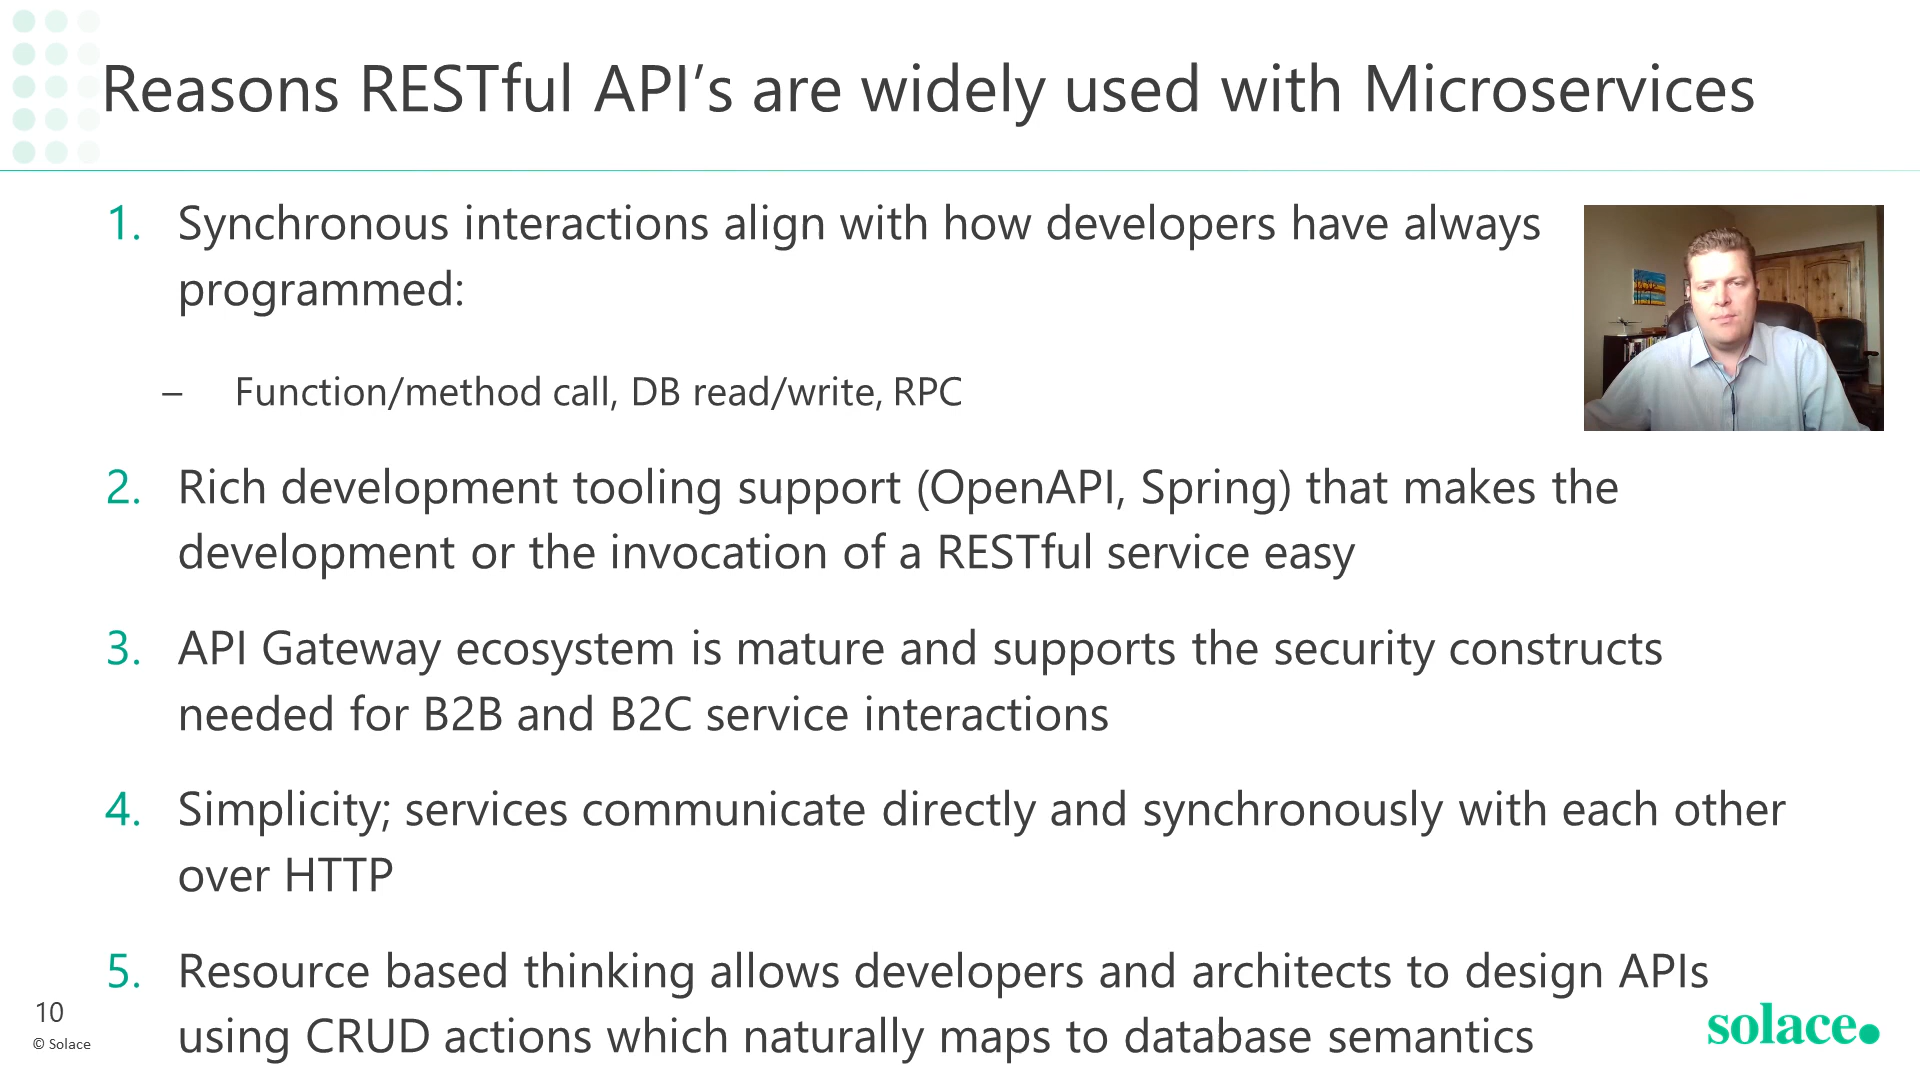 Reasons RESTful API’s are widely used with Microservices
1. Synchronous interactions align with how developers have always
programmed:
– Function/method call, DB read/write, RPC
2. Rich development tooling support (OpenAPI, Spring) that makes the
development or the invocation of a RESTful service easy
3. API Gateway ecosystem is mature and supports the security constructs
needed for B2B and B2C service interactions
4. Simplicity; services communicate directly and synchronously with each other
over HTTP
5. Resource based thinking allows developers and architects to design APIs
using CRUD actions which naturally maps to database semantics
10
© Solace
solace.